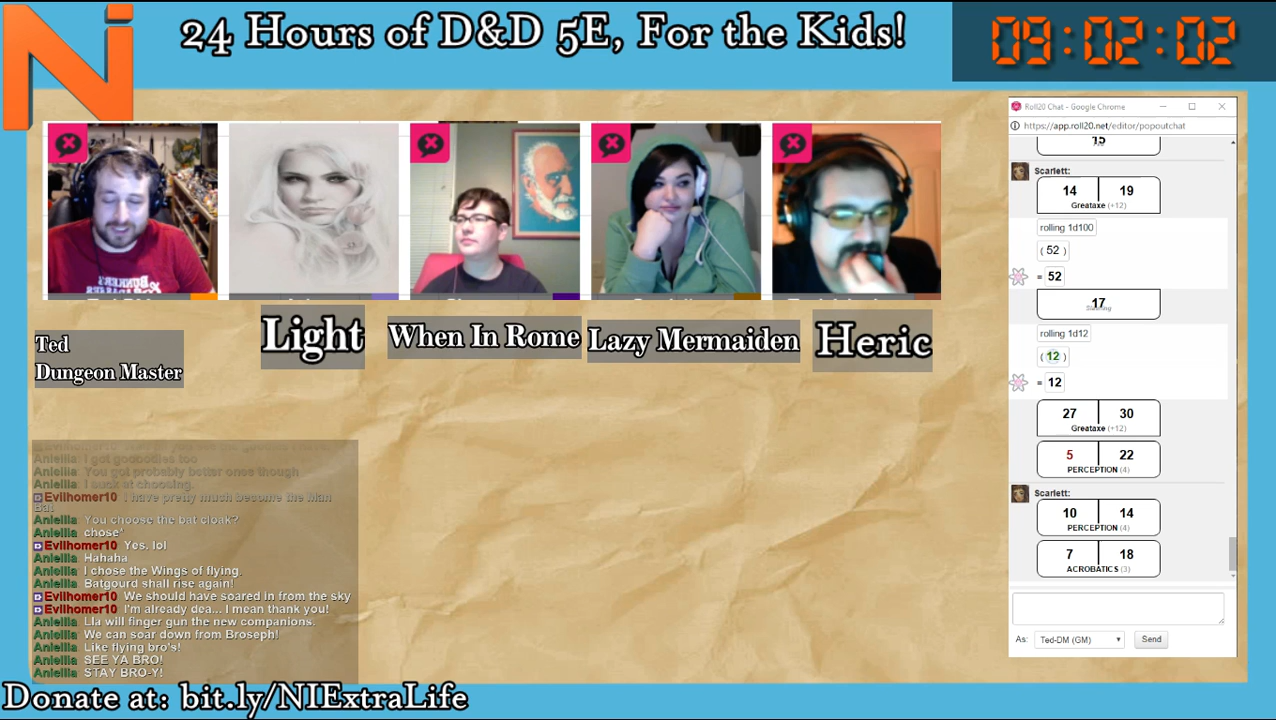 24 Hours of D&D 5E, For the Kids!
09:02:02
Ni
Roll20 Chat - Google Chrome
https://app.roll20.net/editor/popoutchat
15
Scarlett:
14 19
Greataxe (+12)
rolling 1d100
( 52 )
= 52
17
rolling 1d12
( 12 )
= 12
27 30
Greataxe (+12)
5 22
PERCEPTION (4)
Scarlett:
10 14
PERCEPTION (4)
7 18
ACROBATICS (3)
As: Ted-DM (GM) Send
Ted
Dungeon Master
Light
When In Rome
Lazy Mermaiden
Heric
Aniellia: I got goooodies too
Aniellia: You got probably better ones though
Aniellia: I suck at choosing.
Evilhomer10 I have pretty much become the Man
Bat
Aniellia: You choose the bat cloak?
Aniellia: chose*
Evilhomer10 Yes. lol
Aniellia: Hahaha
Aniellia: I chose the Wings of flying.
Aniellia: Batgourd shall rise again!
Evilhomer10 We should have soared in from the sky
Evilhomer10 I'm already dea... I mean thank you!
Aniellia: Lla will finger gun the new companions.
Aniellia: We can soar down from Broseph!
Aniellia: Like flying bro's!
Aniellia: SEE YA BRO!
Aniellia: STAY BRO-Y!
Donate at: bit.ly/NIExtraLife